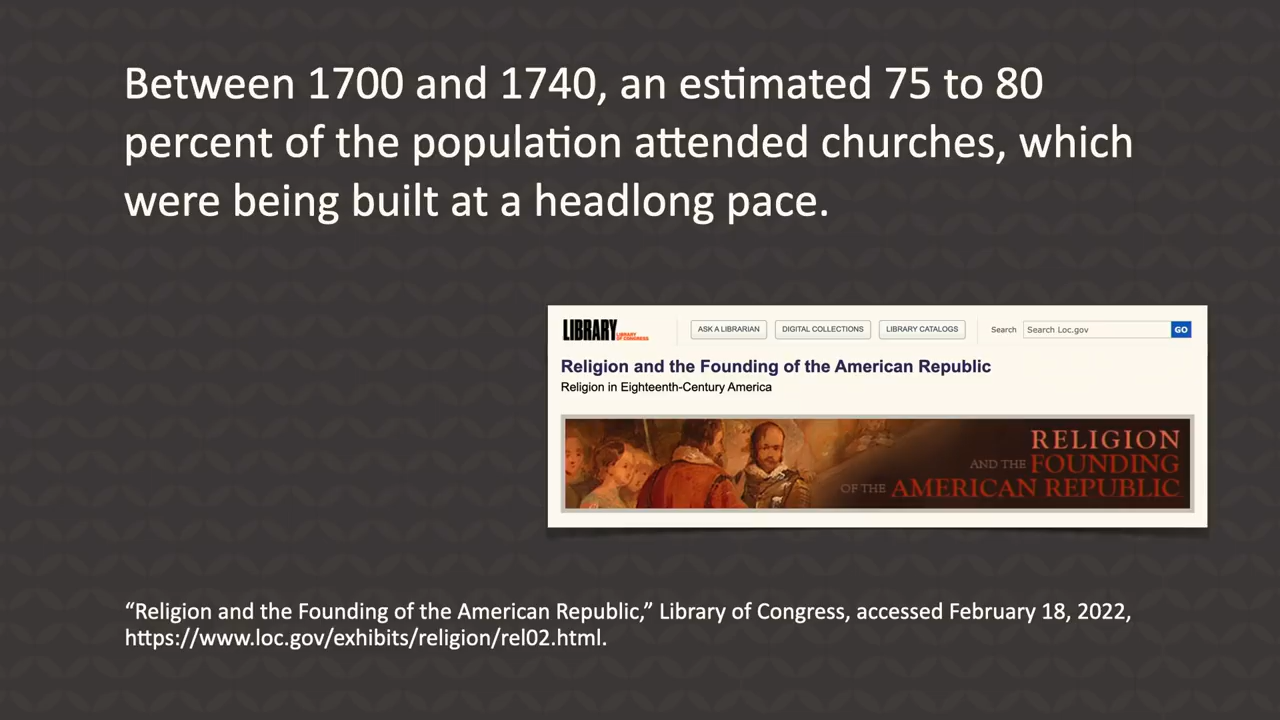 Between 1700 and 1740, an estimated 75 to 80
percent of the population attended churches, which
were being built at a headlong pace.
LIBRARY LIBRARY OF CONGRESS
ASK A LIBRARIAN
DIGITAL COLLECTIONS
LIBRARY CATALOGS
Search
Search Loc.gov
GO
Religion and the Founding of the American Republic
Religion in Eighteenth-Century America
RELIGION
AND THE FOUNDING
OF THE AMERICAN REPUBLIC
“Religion and the Founding of the American Republic,” Library of Congress, accessed February 18, 2022,
https://www.loc.gov/exhibits/religion/rel02.html.